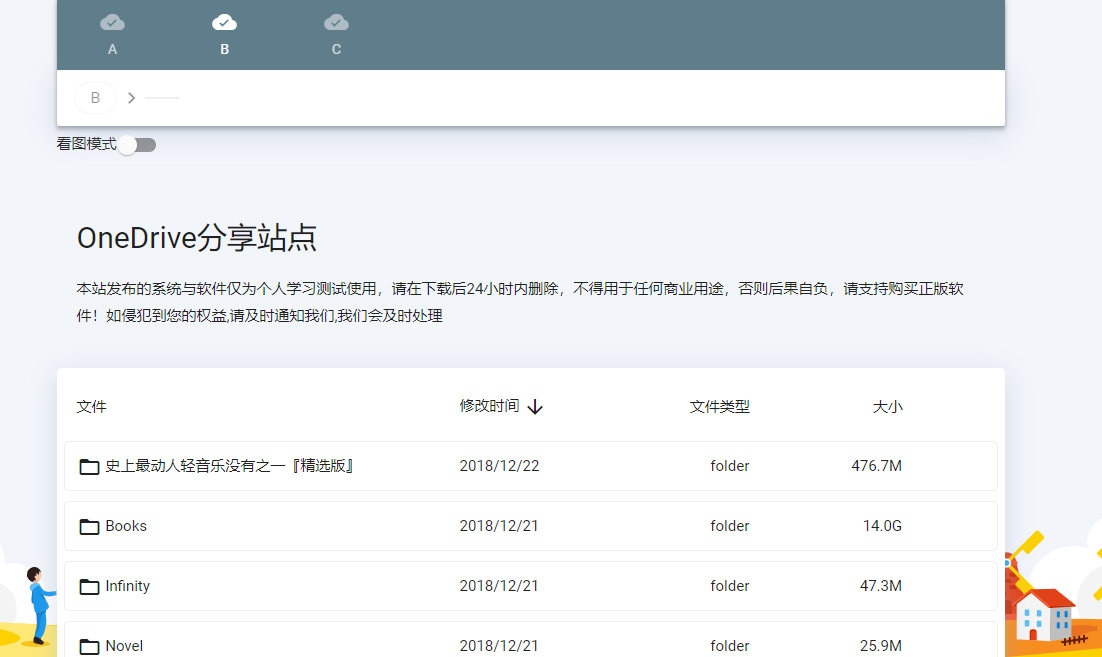 A B C
B
看图模式
OneDrive分享站点
本站发布的系统与软件仅为个人学习测试使用，请在下载后24小时内删除，不得用于任何商业用途，否则后果自负，请支持购买正版软
件！如侵犯到您的权益,请及时通知我们,我们会及时处理
文件 修改时间 文件类型 大小
史上最动人轻音乐没有之一『精选版』 2018/12/22 folder 476.7M
Books 2018/12/21 folder 14.0G
Infinity 2018/12/21 folder 47.3M
Novel 2018/12/21 folder 25.9M